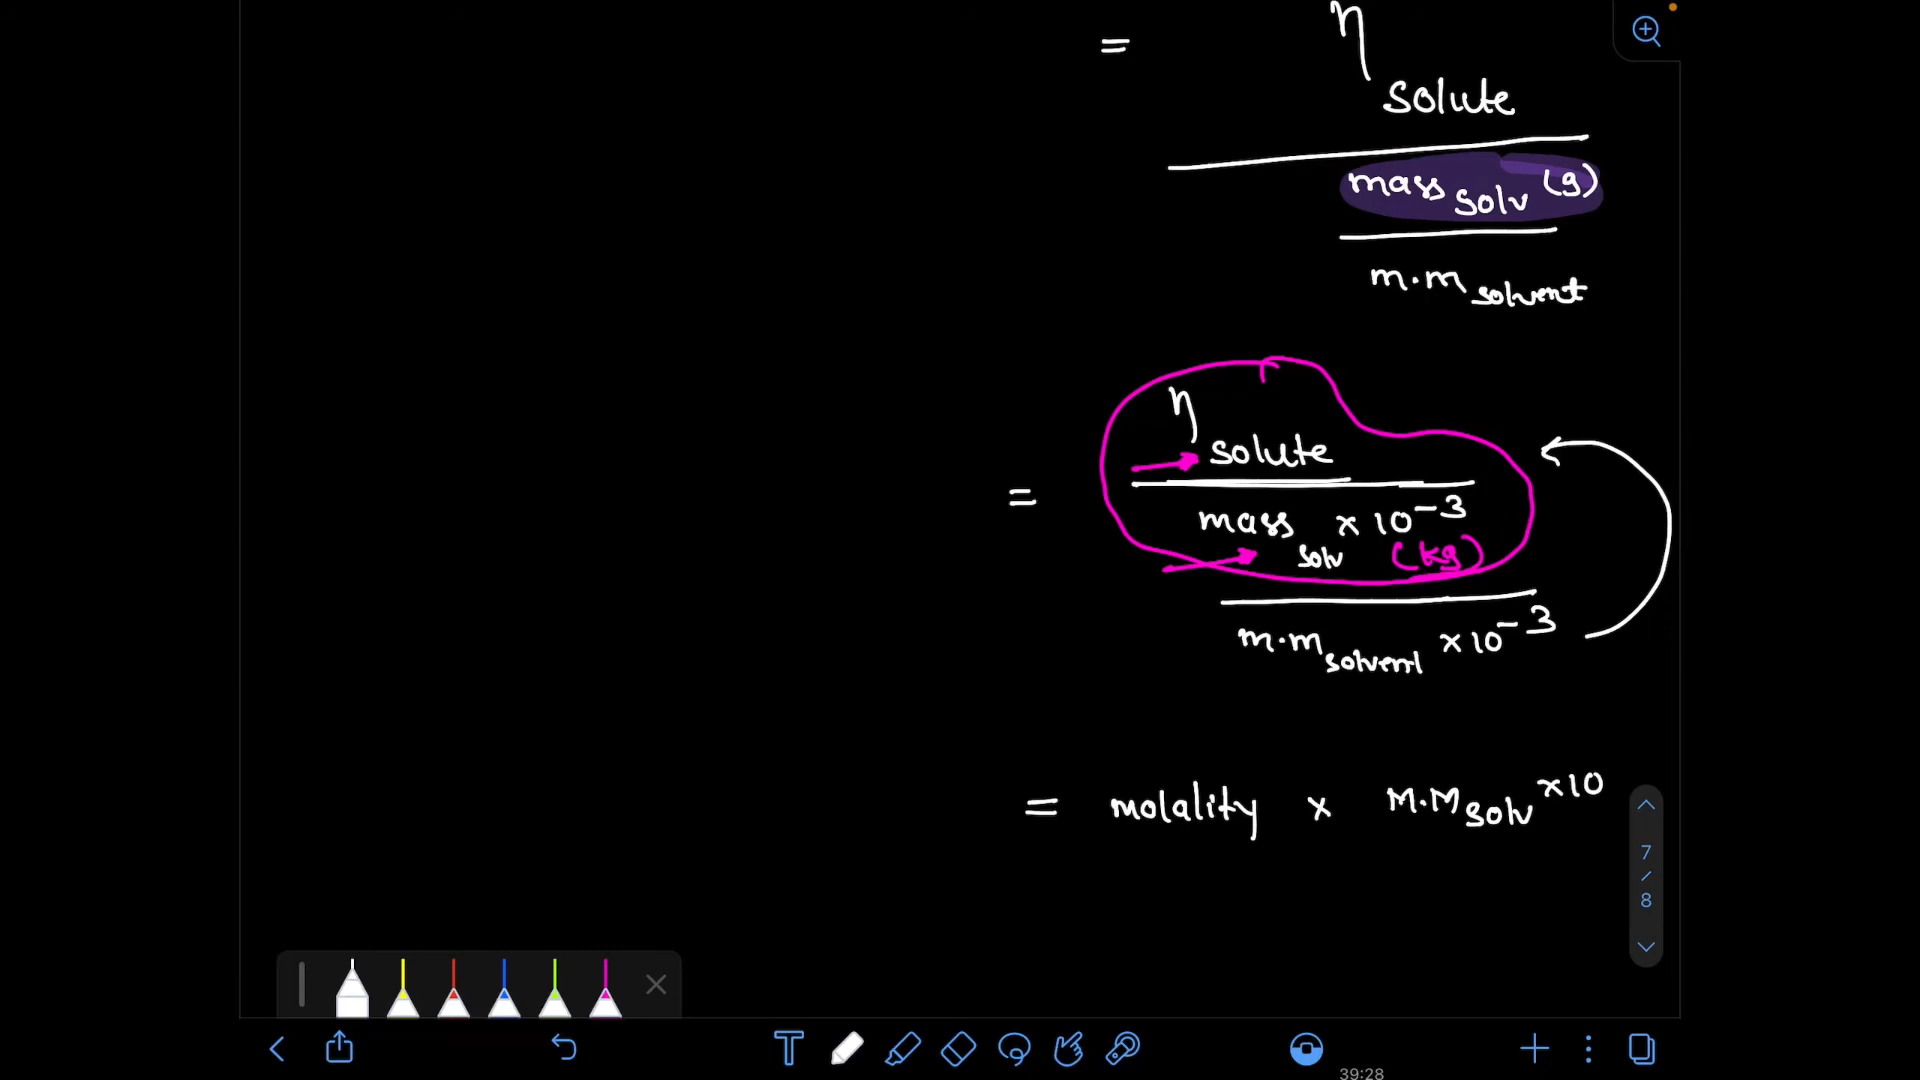 = η
solute
mass solv (g)
m.m solvent
η
solute
=
mass solv × 10⁻³
(kg)
m.m solvent × 10⁻³
= molality × M.M solv × 10
7
/
8
T
39:28